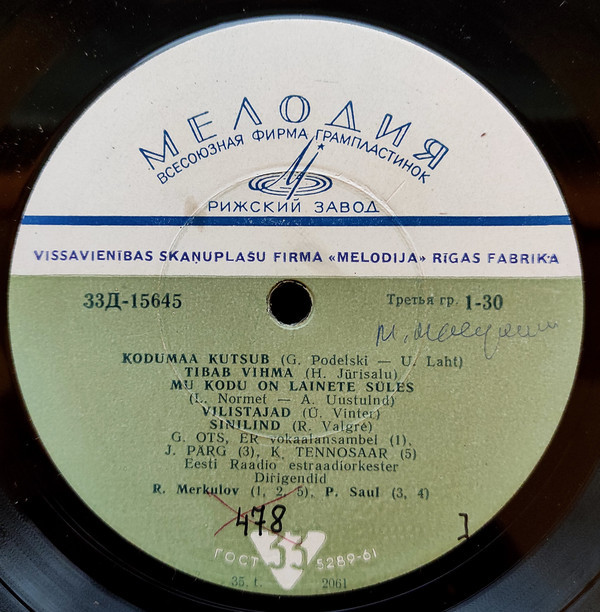 МЕЛОДИЯ
ВСЕСОЮЗНАЯ ФИРМА ГРАМПЛАСТИНОК
РИЖСКИЙ ЗАВОД
VISSAVIENĪBAS SKAŅUPLAŠU FIRMA «MELODIJA» RĪGAS FABRIKA
33Д-15645
Третья гр. 1-30
KODUMAA KUTSUB (G. Podelski — U. Laht)
TIBAB VIHMA (H. Jürisalu)
MU KODU ON LAINETE SÜLES
(L. Normet — A. Uustulnd)
VILISTAJAD (Ü. Vinter)
SINILIND (R. Valgre)
G. OTS, ER vokaalansambel (1),
J. PÄRG (3), K. TENNOSAAR (5)
Eesti Raadio estraadiorkester
Dirigendid
R. Merkulov (1, 2, 5), P. Saul (3, 4)
478
ГОСТ 33 5289-61
35. t. 2061